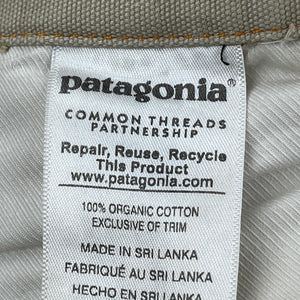 patagonia®
COMMON THREADS
PARTNERSHIP
Repair, Reuse, Recycle
This Product
www.patagonia.com
100% ORGANIC COTTON
EXCLUSIVE OF TRIM
MADE IN SRI LANKA
FABRIQUÉ AU SRI LANKA
HECHO EN SRI LANKA